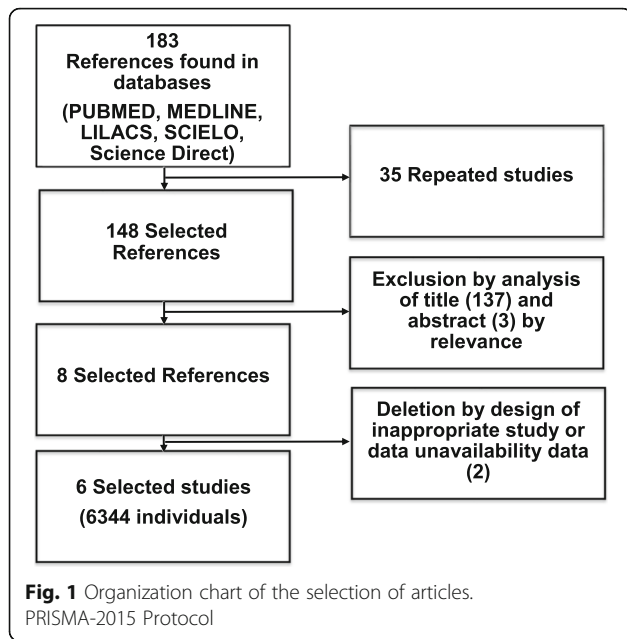 183
References found in
databases
(PUBMED, MEDLINE,
LILACS, SCIELO,
Science Direct)
35 Repeated studies
148 Selected
References
Exclusion by analysis
of title (137) and
abstract (3) by
relevance
8 Selected References
Deletion by design of
inappropriate study or
data unavailability data
(2)
6 Selected studies
(6344 individuals)
Fig. 1 Organization chart of the selection of articles.
PRISMA-2015 Protocol